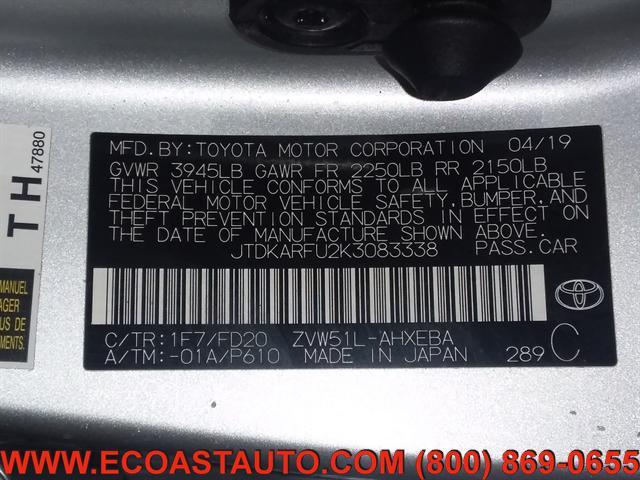 MFD.BY:TOYOTA MOTOR CORPORATION 04/19
GVWR 3945LB GAWR FR 2250LB RR 2150LB
THIS VEHICLE CONFORMS TO ALL APPLICABLE
FEDERAL MOTOR VEHICLE SAFETY,BUMPER,AND
THEFT PREVENTION STANDARDS IN EFFECT ON
THE DATE OF MANUFACTURE SHOWN ABOVE.
JTDKARFU2K3083338 PASS.CAR
C/TR:1F7/FD20 ZVW51L-AHXEBA
A/TM:-01A/P610 MADE IN JAPAN 289 C
TH
47880
MANUEL
AGER
US
EMENTS.
WWW.ECOASTAUTO.COM (800) 869-0655